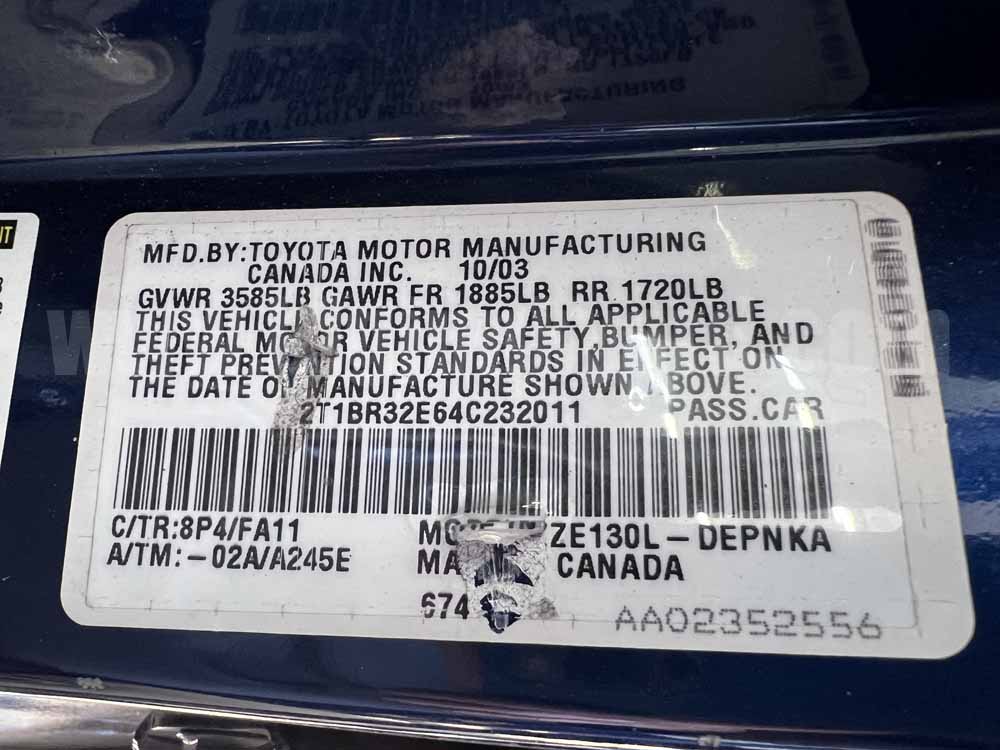 MFD.BY:TOYOTA MOTOR MANUFACTURING
CANADA INC. 10/03
GVWR 3585LB GAWR FR 1885LB RR 1720LB
THIS VEHICLE CONFORMS TO ALL APPLICABLE
FEDERAL MOTOR VEHICLE SAFETY,BUMPER, AND
THEFT PREVENTION STANDARDS IN EFFECT ON
THE DATE OF MANUFACTURE SHOWN ABOVE.
2T1BR32E64C232011 PASS.CAR
C/TR:8P4/FA11 ZE130L-DEPNKA
A/TM:-02A/A245E CANADA
674
AA02352556